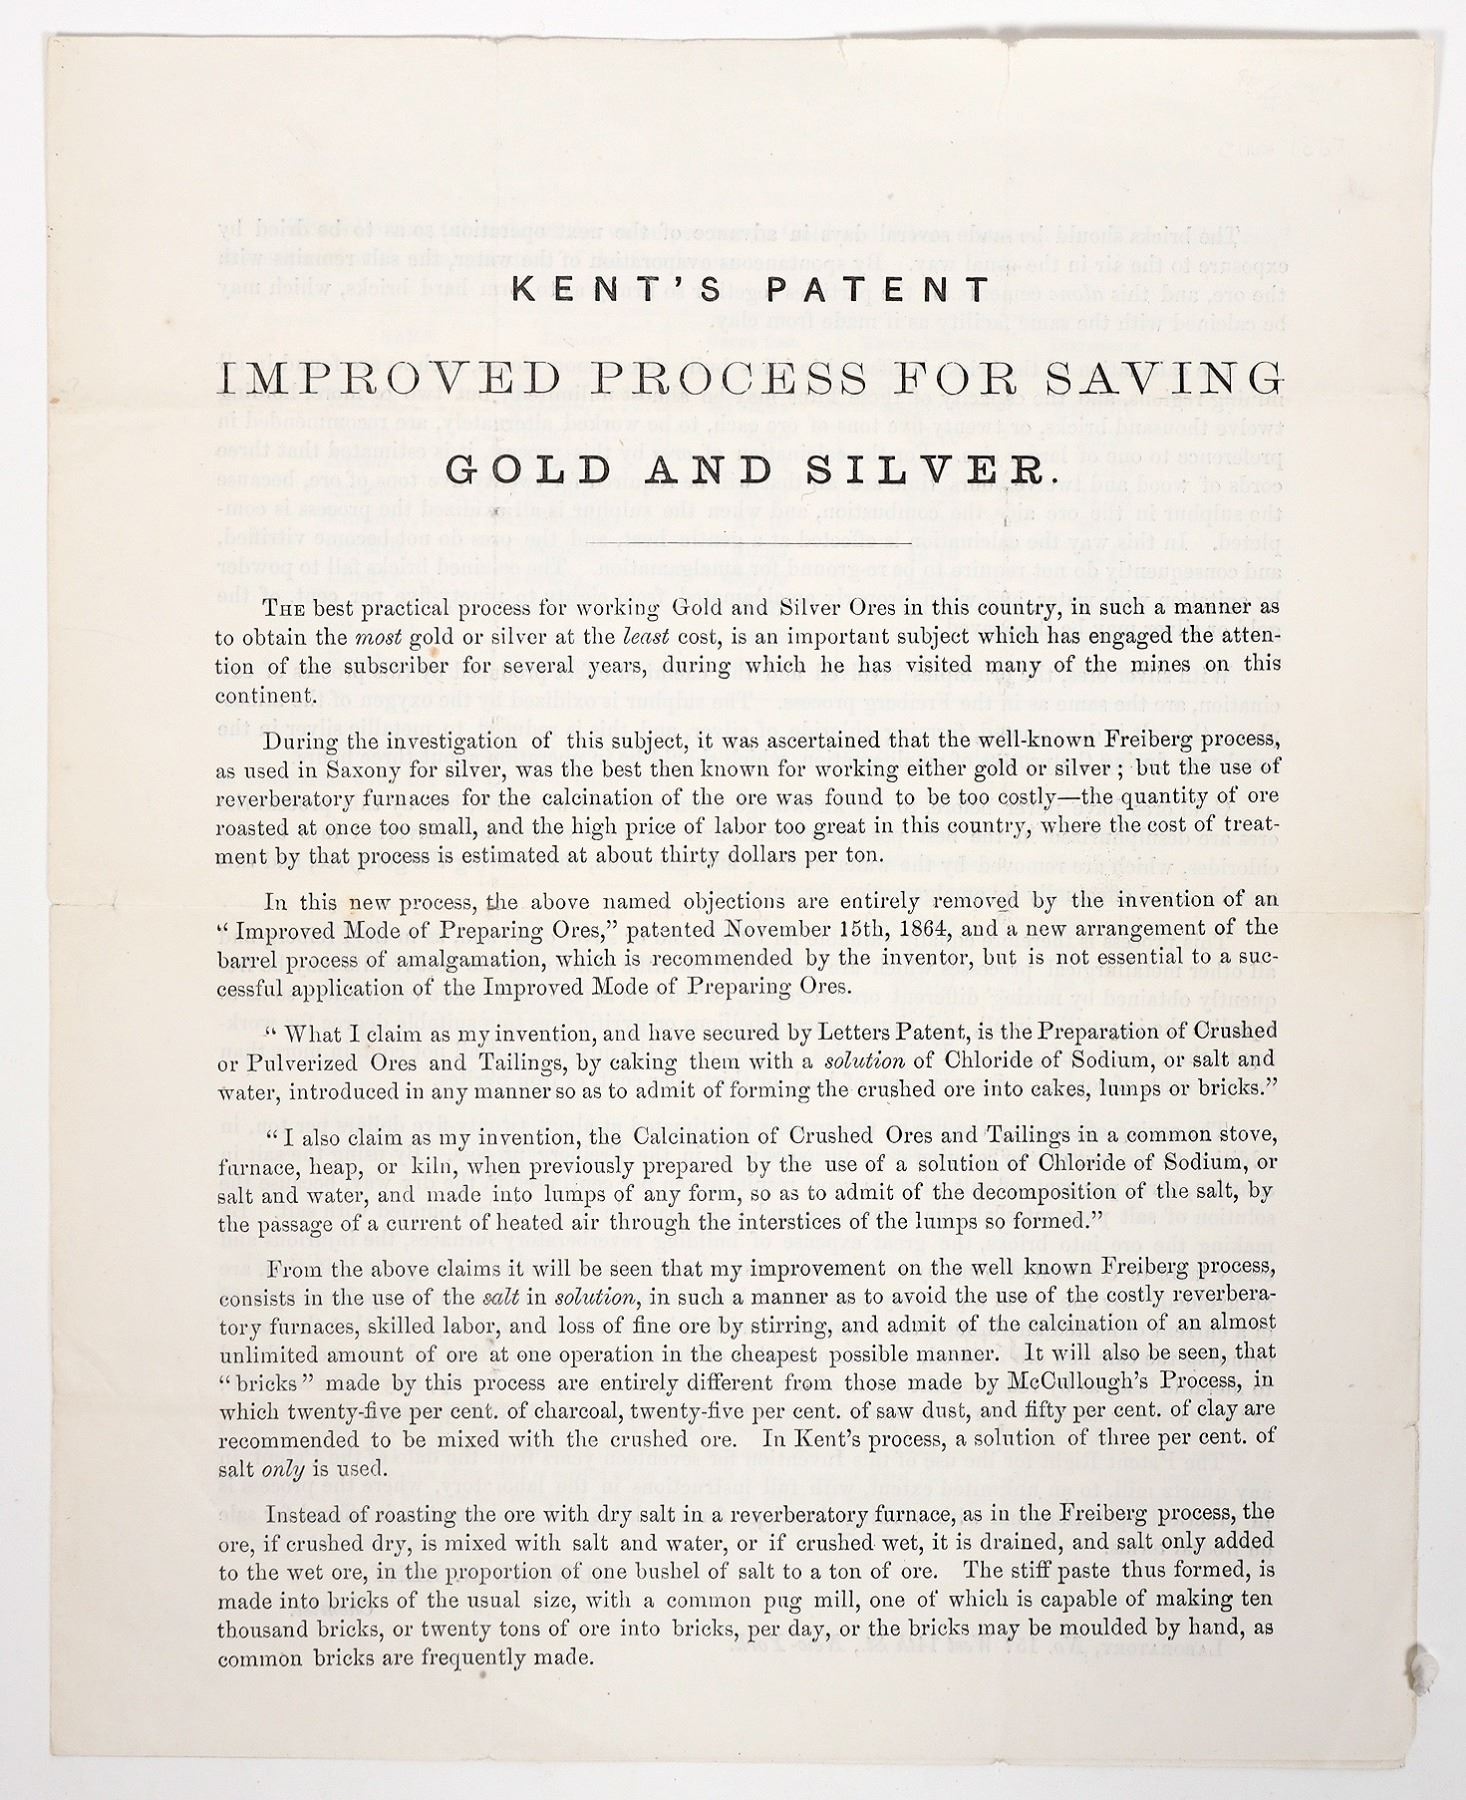 KENT'S PATENT
IMPROVED PROCESS FOR SAVING
GOLD AND SILVER.
THE best practical process for working Gold and Silver Ores in this country, in such a manner as
to obtain the most gold or silver at the least cost, is an important subject which has engaged the atten-
tion of the subscriber for several years, during which he has visited many of the mines on this
continent.
During the investigation of this subject, it was ascertained that the well-known Freiberg process,
as used in Saxony for silver, was the best then known for working either gold or silver; but the use of
reverberatory furnaces for the calcination of the ore was found to be too costly—the quantity of ore
roasted at once too small, and the high price of labor too great in this country, where the cost of treat-
ment by that process is estimated at about thirty dollars per ton.
In this new process, the above named objections are entirely removed by the invention of an
“Improved Mode of Preparing Ores,” patented November 15th, 1864, and a new arrangement of the
barrel process of amalgamation, which is recommended by the inventor, but is not essential to a suc-
cessful application of the Improved Mode of Preparing Ores.
“What I claim as my invention, and have secured by Letters Patent, is the Preparation of Crushed
or Pulverized Ores and Tailings, by caking them with a solution of Chloride of Sodium, or salt and
water, introduced in any manner so as to admit of forming the crushed ore into cakes, lumps or bricks.”
“I also claim as my invention, the Calcination of Crushed Ores and Tailings in a common stove,
furnace, heap, or kiln, when previously prepared by the use of a solution of Chloride of Sodium, or
salt and water, and made into lumps of any form, so as to admit of the decomposition of the salt, by
the passage of a current of heated air through the interstices of the lumps so formed.”
From the above claims it will be seen that my improvement on the well known Freiberg process,
consists in the use of the salt in solution, in such a manner as to avoid the use of the costly reverbera-
tory furnaces, skilled labor, and loss of fine ore by stirring, and admit of the calcination of an almost
unlimited amount of ore at one operation in the cheapest possible manner. It will also be seen, that
“bricks” made by this process are entirely different from those made by McCullough's Process, in
which twenty-five per cent. of charcoal, twenty-five per cent. of saw dust, and fifty per cent. of clay are
recommended to be mixed with the crushed ore. In Kent's process, a solution of three per cent. of
salt only is used.
Instead of roasting the ore with dry salt in a reverberatory furnace, as in the Freiberg process, the
ore, if crushed dry, is mixed with salt and water, or if crushed wet, it is drained, and salt only added
to the wet ore, in the proportion of one bushel of salt to a ton of ore. The stiff paste thus formed, is
made into bricks of the usual size, with a common pug mill, one of which is capable of making ten
thousand bricks, or twenty tons of ore into bricks, per day, or the bricks may be moulded by hand, as
common bricks are frequently made.